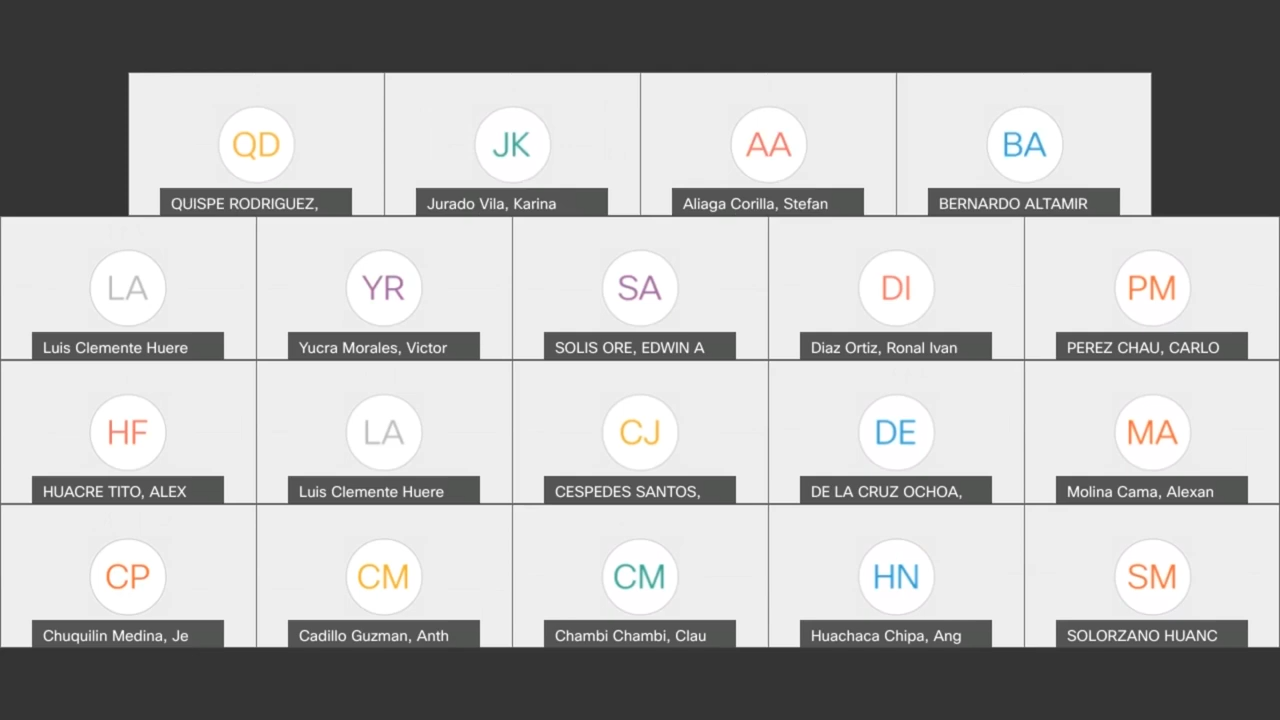 QD
JK
AA
BA
QUISPE RODRIGUEZ,
Jurado Vila, Karina
Aliaga Corilla, Stefan
BERNARDO ALTAMIR
LA
YR
SA
DI
PM
Luis Clemente Huere
Yucra Morales, Victor
SOLIS ORE, EDWIN A
Diaz Ortiz, Ronal Ivan
PEREZ CHAU, CARLO
HF
LA
CJ
DE
MA
HUACRE TITO, ALEX
Luis Clemente Huere
CESPEDES SANTOS,
DE LA CRUZ OCHOA,
Molina Cama, Alexan
CP
CM
CM
HN
SM
Chuquilin Medina, Je
Cadillo Guzman, Anth
Chambi Chambi, Clau
Huachaca Chipa, Ang
SOLORZANO HUANC